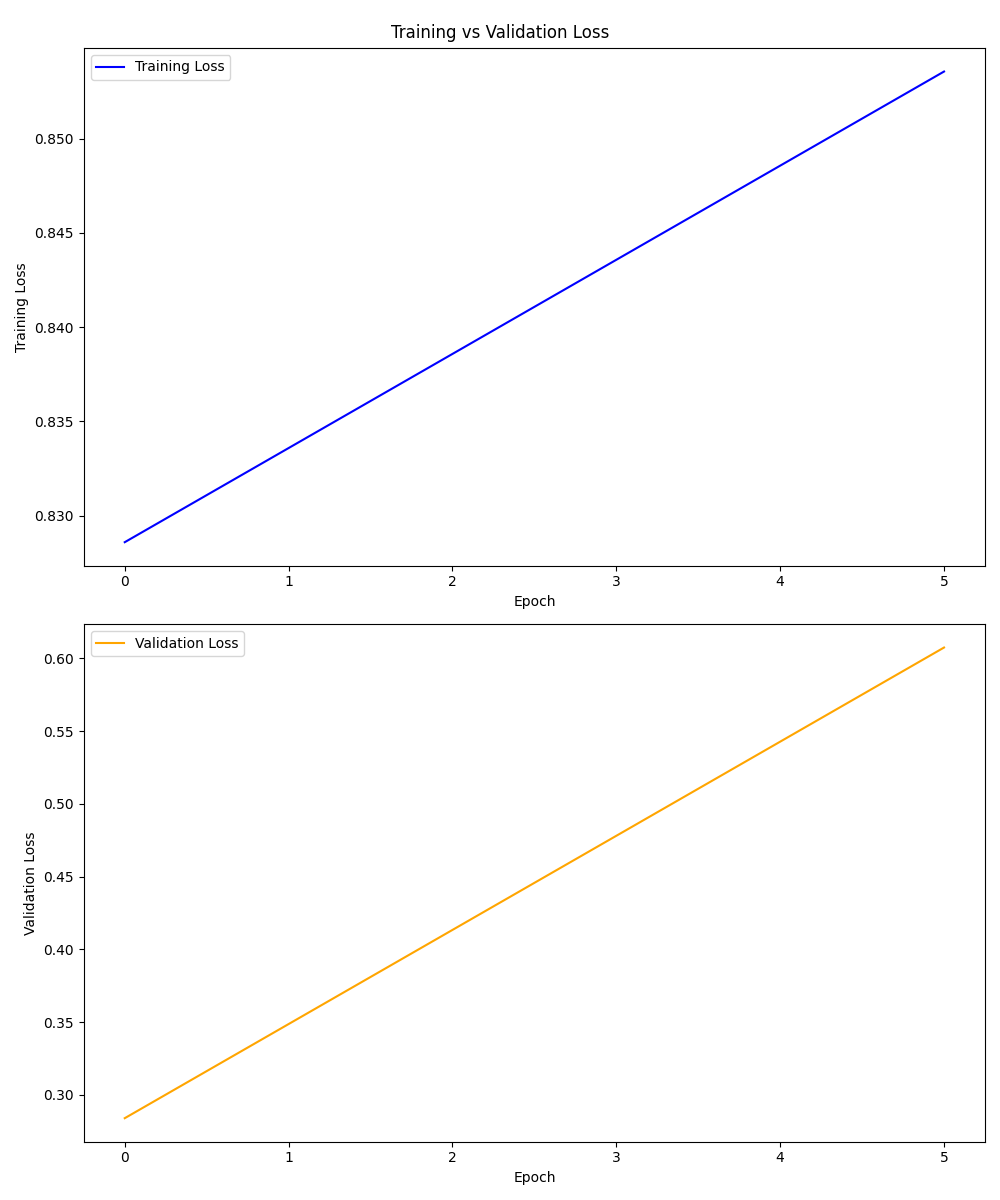 Training vs Validation Loss
Training Loss
0.850
0.845
0.840
0.835
0.830
Training Loss
0 1 2 3 4 5
Epoch
Validation Loss
0.60
0.55
0.50
0.45
0.40
0.35
0.30
Validation Loss
0 1 2 3 4 5
Epoch